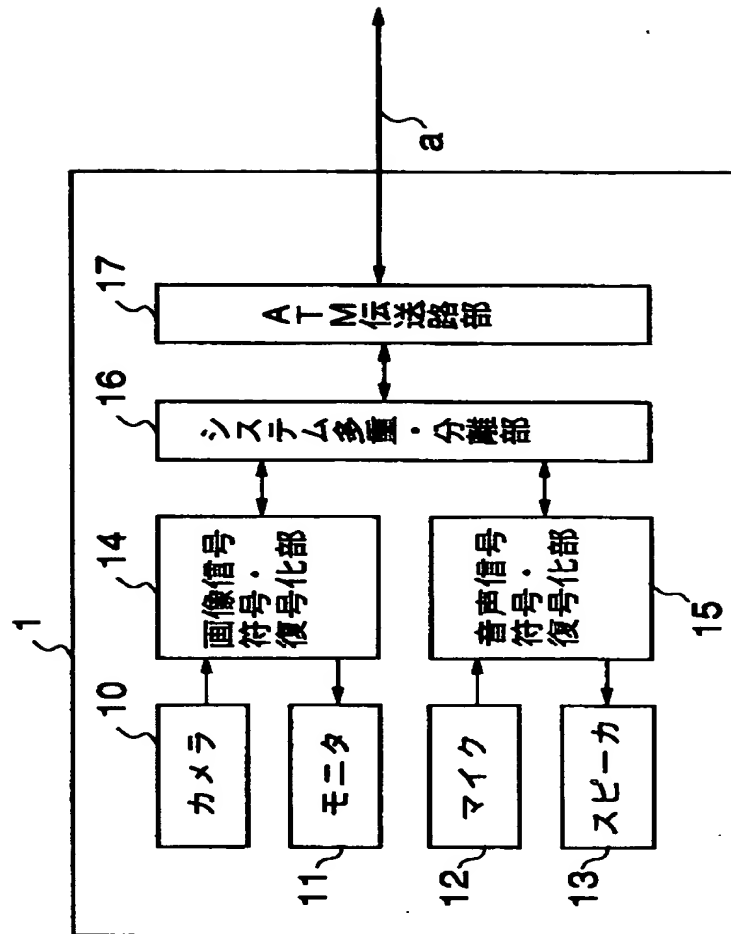 1
10
カメラ
モニタ
11
マイク
12
スピーカ
13
14
画像信号
符号・
復号化部
音声信号
符号・
復号化部
15
16
システム多重・分離部
17
ATM伝送路部
a